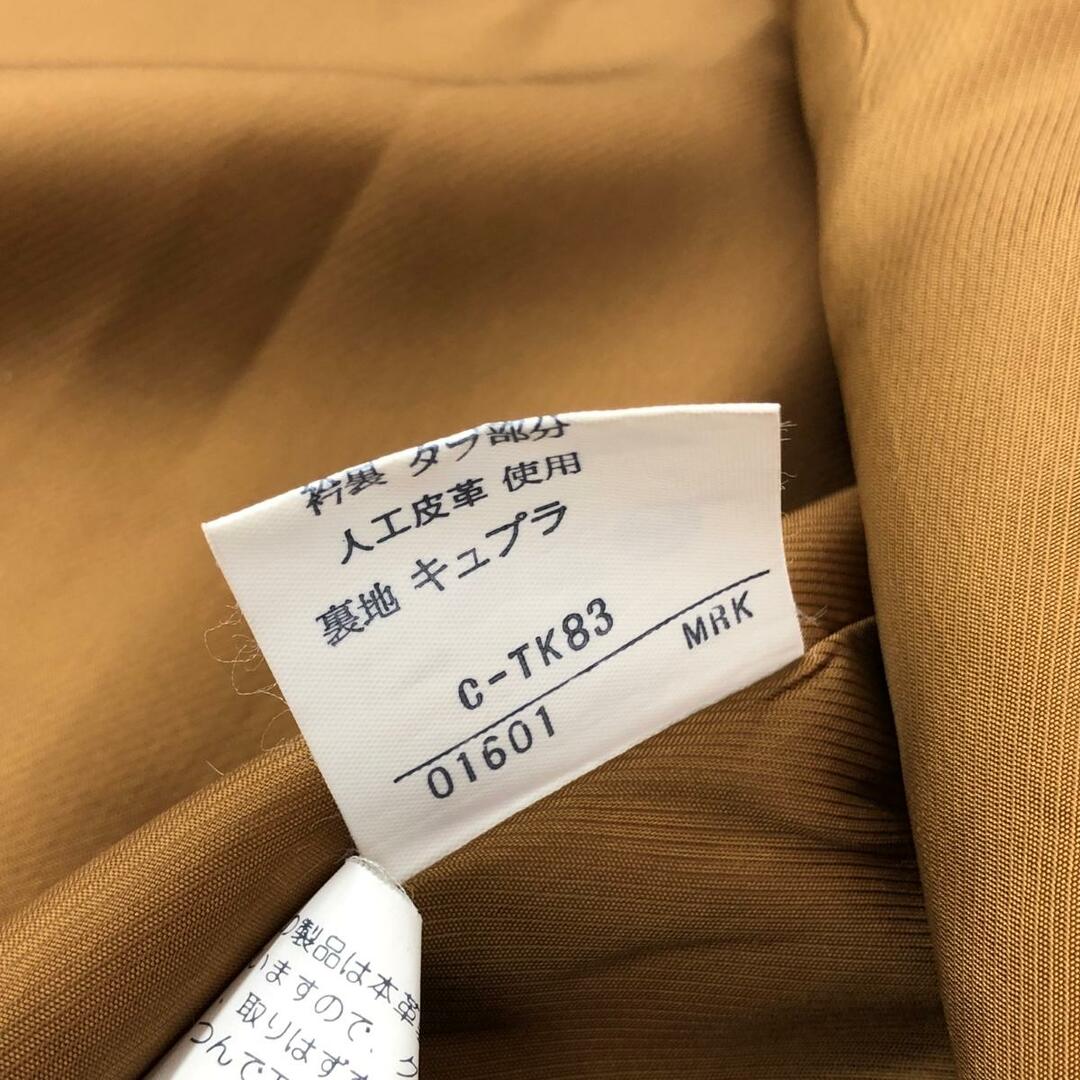 衿裏 タブ部分
人工皮革 使用
裏地 キュプラ
C-TK83
MRK
01601
の製品は本革
いますので、ク
取りはずオ
つんで